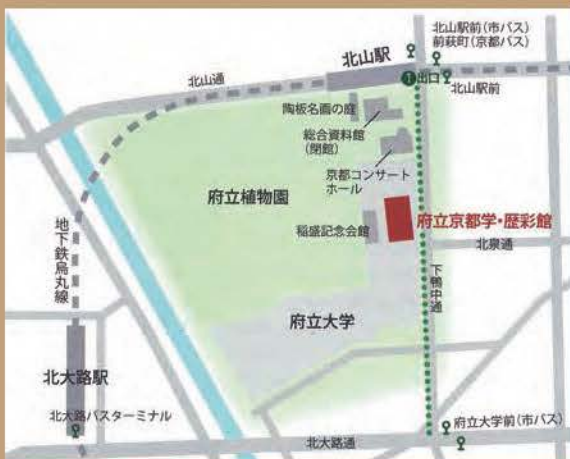 北山駅前(市バス)
前萩町(京都バス)
北山駅
北山通
❶出口
北山駅前
陶板名画の庭
総合資料館
(閉館)
京都コンサート
ホール
府立植物園
府立京都学・歴彩館
稲盛記念会館
北泉通
地下鉄烏丸線
下鴨中通
府立大学
北大路駅
北大路バスターミナル
府立大学前(市バス)
北大路通